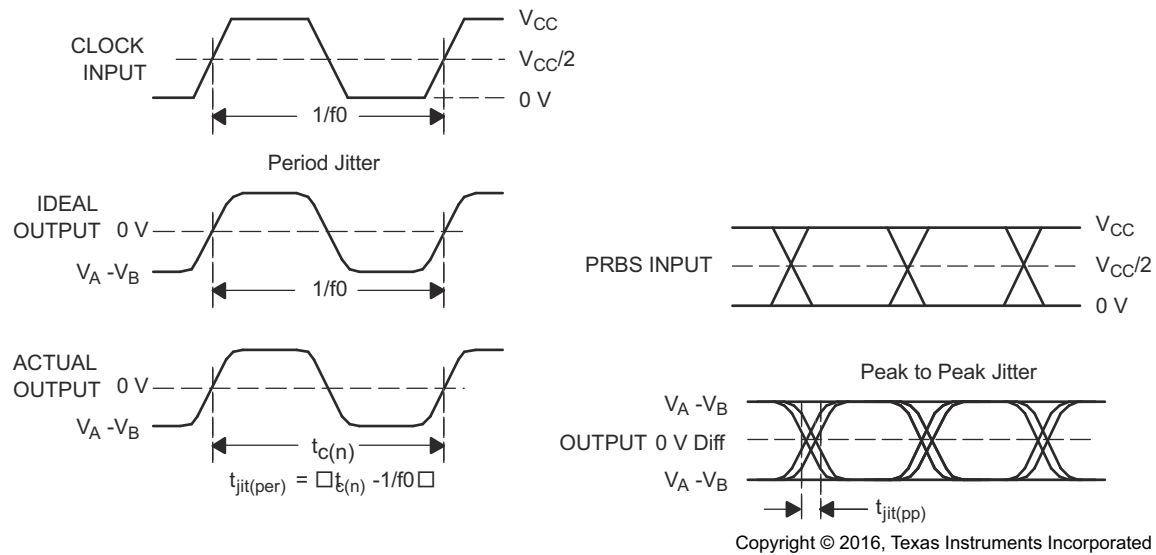 CLOCK
INPUT
V_CC
V_CC/2
0 V
1/f0
Period Jitter
IDEAL
OUTPUT 0 V
V_A -V_B
1/f0
ACTUAL
OUTPUT 0 V
V_A -V_B
t_c(n)
t_jit(per) = □t_c(n) -1/f0□
PRBS INPUT
V_CC
V_CC/2
0 V
Peak to Peak Jitter
V_A -V_B
OUTPUT 0 V Diff
V_A -V_B
t_jit(pp)
Copyright © 2016, Texas Instruments Incorporated